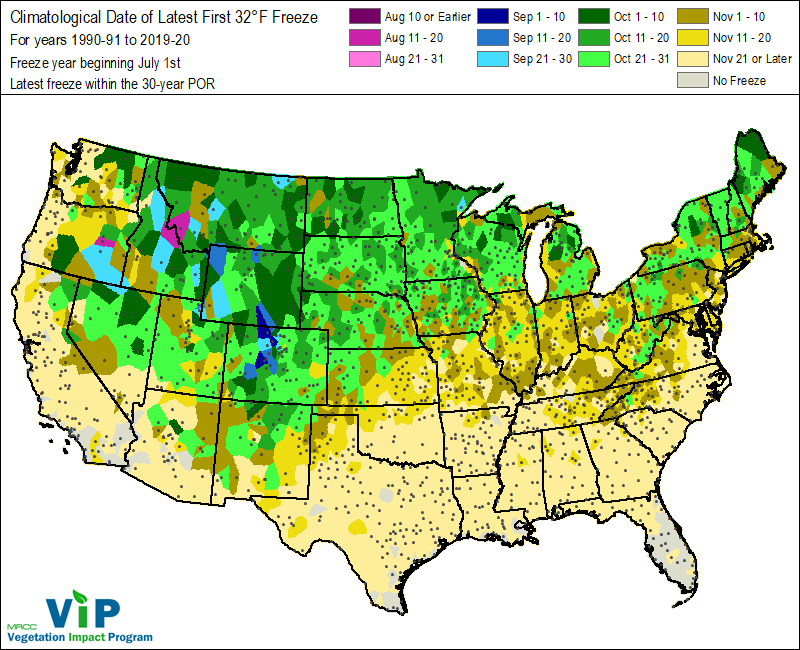 Climatological Date of Latest First 32°F Freeze
For years 1990-91 to 2019-20
Freeze year beginning July 1st
Latest freeze within the 30-year POR
Aug 10 or Earlier
Aug 11 - 20
Aug 21 - 31
Sep 1 - 10
Sep 11 - 20
Sep 21 - 30
Oct 1 - 10
Oct 11 - 20
Oct 21 - 31
Nov 1 - 10
Nov 11 - 20
Nov 21 or Later
No Freeze
MRCC ViP
Vegetation Impact Program